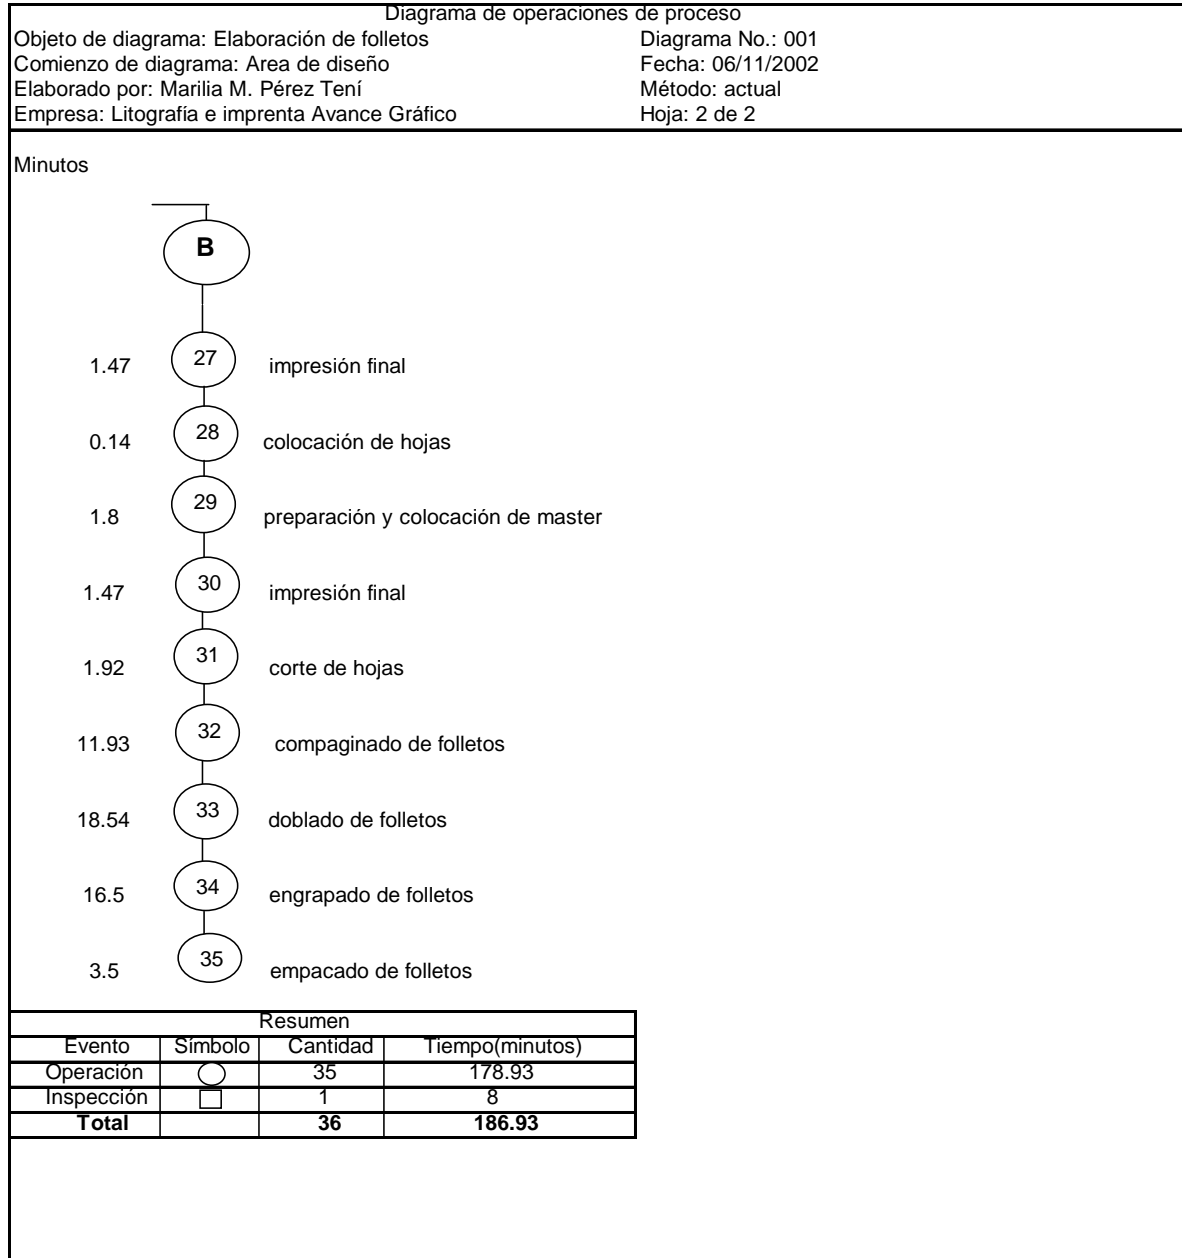 Diagrama de operaciones de proceso
Objeto de diagrama: Elaboración de folletos Diagrama No.: 001
Comienzo de diagrama: Area de diseño Fecha: 06/11/2002
Elaborado por: Marilia M. Pérez Tení Método: actual
Empresa: Litografía e imprenta Avance Gráfico Hoja: 2 de 2
Minutos
B
1.47 27 impresión final
0.14 28 colocación de hojas
1.8 29 preparación y colocación de master
1.47 30 impresión final
1.92 31 corte de hojas
11.93 32 compaginado de folletos
18.54 33 doblado de folletos
16.5 34 engrapado de folletos
3.5 35 empacado de folletos
Resumen
Evento Símbolo Cantidad Tiempo(minutos)
Operación 35 178.93
Inspección 1 8
Total 36 186.93